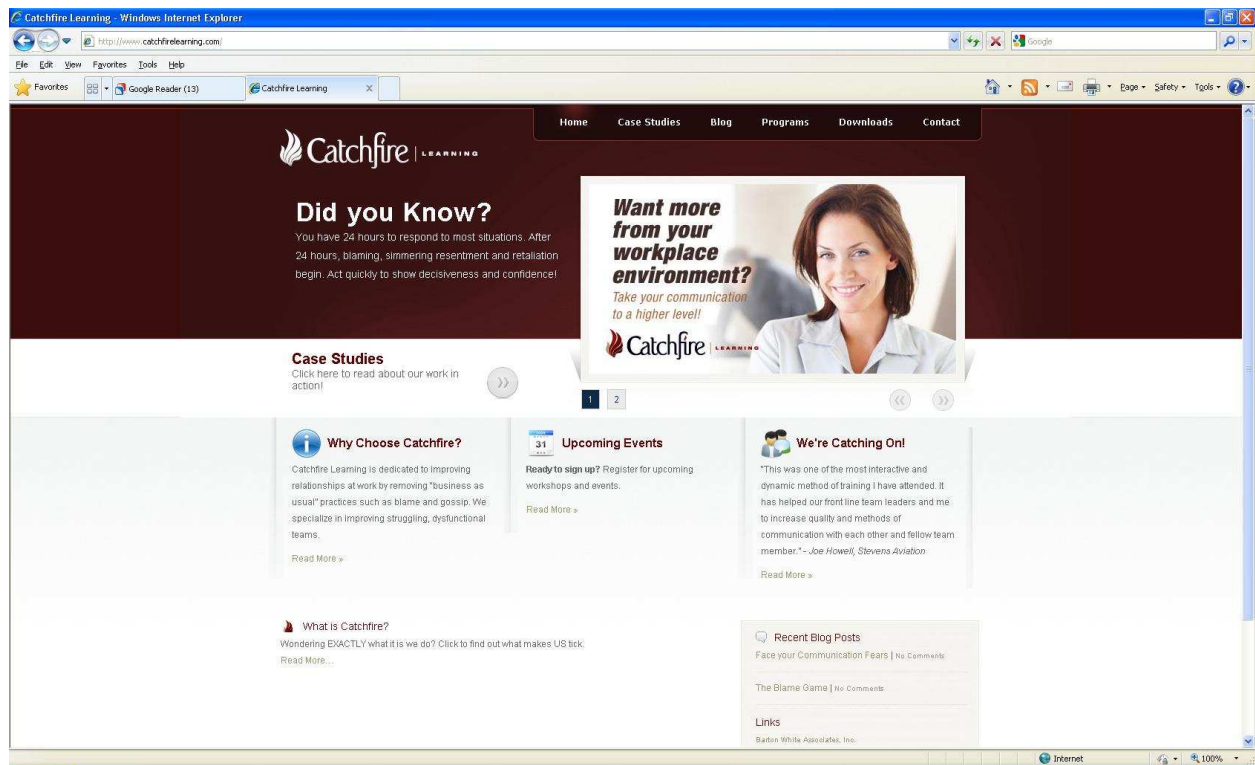 Catchfire Learning - Windows Internet Explorer
http://www.catchfirelearning.com/
Google
File Edit View Favorites Tools Help
Favorites
Google Reader (13)
Catchfire Learning
X
Page
Safety
Tools
Home
Case Studies
Blog
Programs
Downloads
Contact
Catchfire | LEARNING
Did you Know?
You have 24 hours to respond to most situations. After
24 hours, blaming, simmering resentment and retaliation
begin. Act quickly to show decisiveness and confidence!
Want more
from your
workplace
environment?
Take your communication
to a higher level!
Catchfire | LEARNING
Case Studies
Click here to read about our work in
action!
1
2
Why Choose Catchfire?
Catchfire Learning is dedicated to improving
relationships at work by removing "business as
usual" practices such as blame and gossip. We
specialize in improving struggling, dysfunctional
teams.
Read More »
31
Upcoming Events
Ready to sign up? Register for upcoming
workshops and events.
Read More »
We're Catching On!
"This was one of the most interactive and
dynamic method of training I have attended. It
has helped our front line team leaders and me
to increase quality and methods of
communication with each other and fellow team
member." - Joe Howell, Stevens Aviation
Read More »
What is Catchfire?
Wondering EXACTLY what it is we do? Click to find out what makes US tick.
Read More...
Recent Blog Posts
Face your Communication Fears | No Comments
The Blame Game | No Comments
Links
Barton White Associates, Inc.
Internet
100%